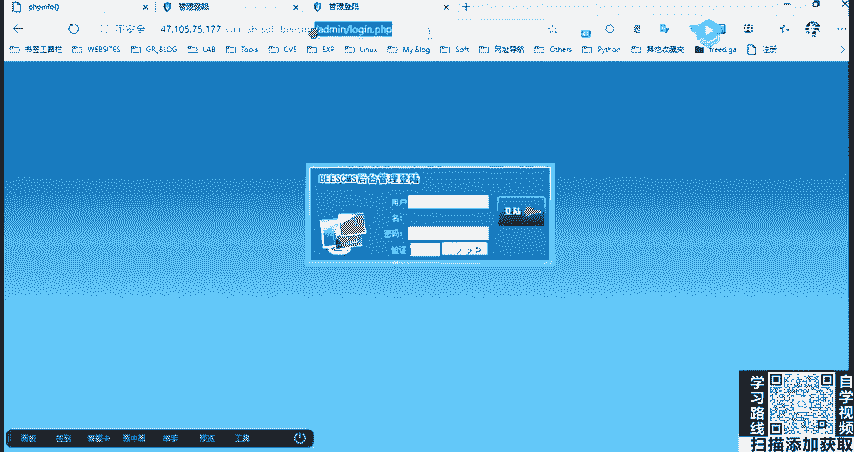 phpinfo()
管理登陆
管理登陆
不安全
47.105.75.177
/admin/login.php
书签工具栏
WEBSITES
GR_BLOG
LAB
Tools
CVE
EXP
Linux
My Blog
Soft
网址导航
Others
Python
其他收藏夹
freed.ga
注册
BEESCMS后台管理登陆
用户
名:
密码:
验证
登陆
工具
学习路线
自学视频
扫描添加获取